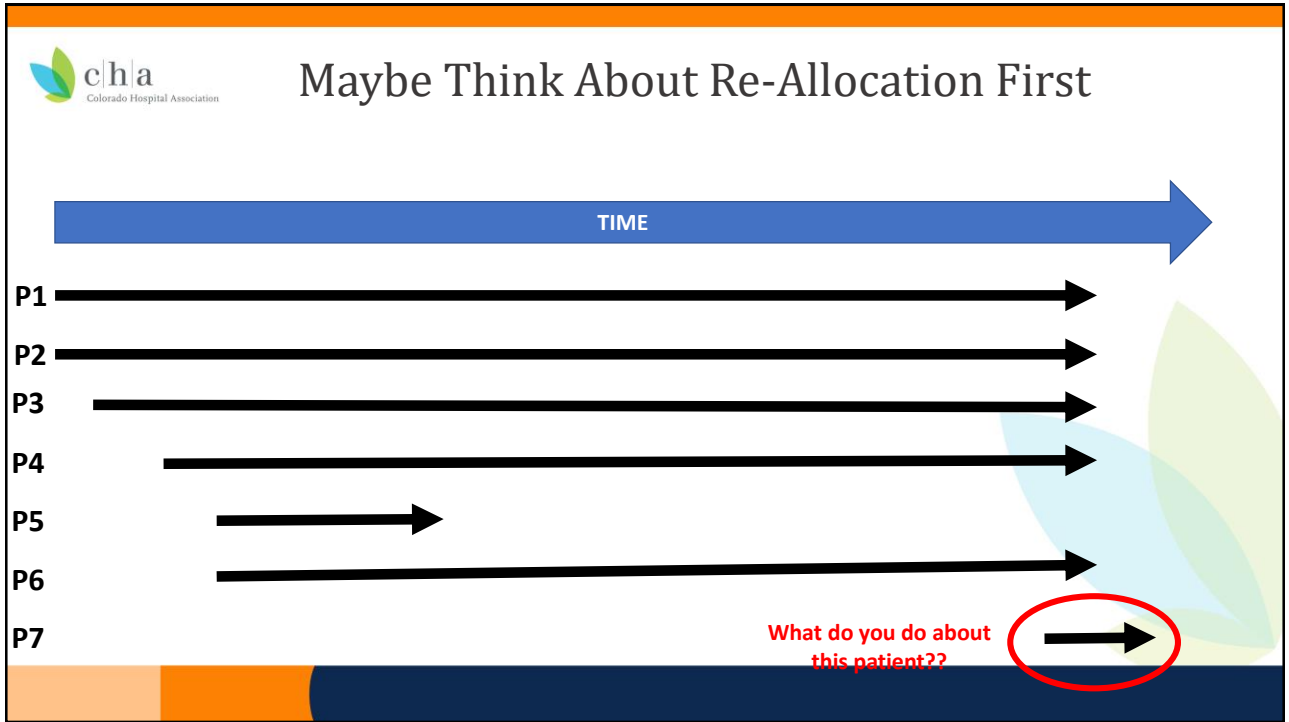 c|h|a
Colorado Hospital Association
Maybe Think About Re-Allocation First
TIME
P1
P2
P3
P4
P5
P6
P7
What do you do about
this patient??